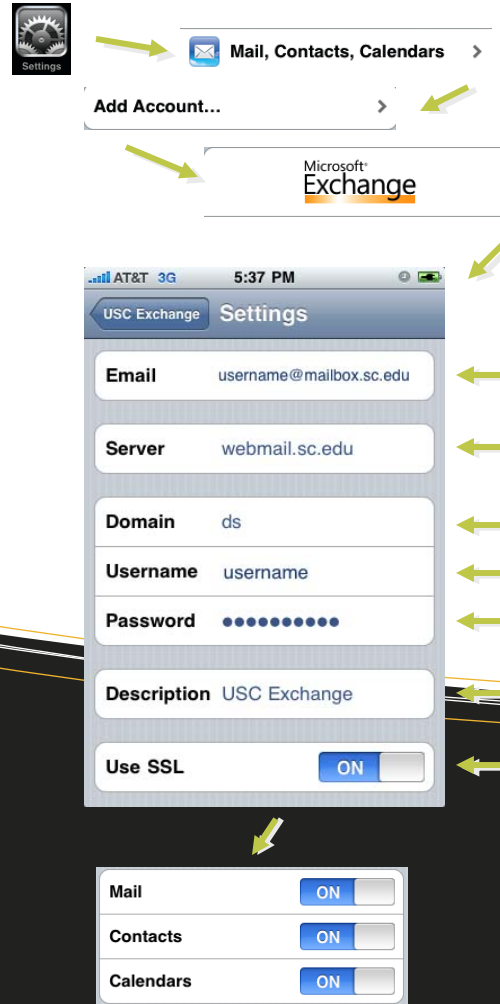 Settings
Mail, Contacts, Calendars
Add Account...
Microsoft
Exchange
AT&T 3G 5:37 PM
USC Exchange Settings
Email username@mailbox.sc.edu
Server webmail.sc.edu
Domain ds
Username username
Password ●●●●●●●●●●
Description USC Exchange
Use SSL ON
Mail ON
Contacts ON
Calendars ON